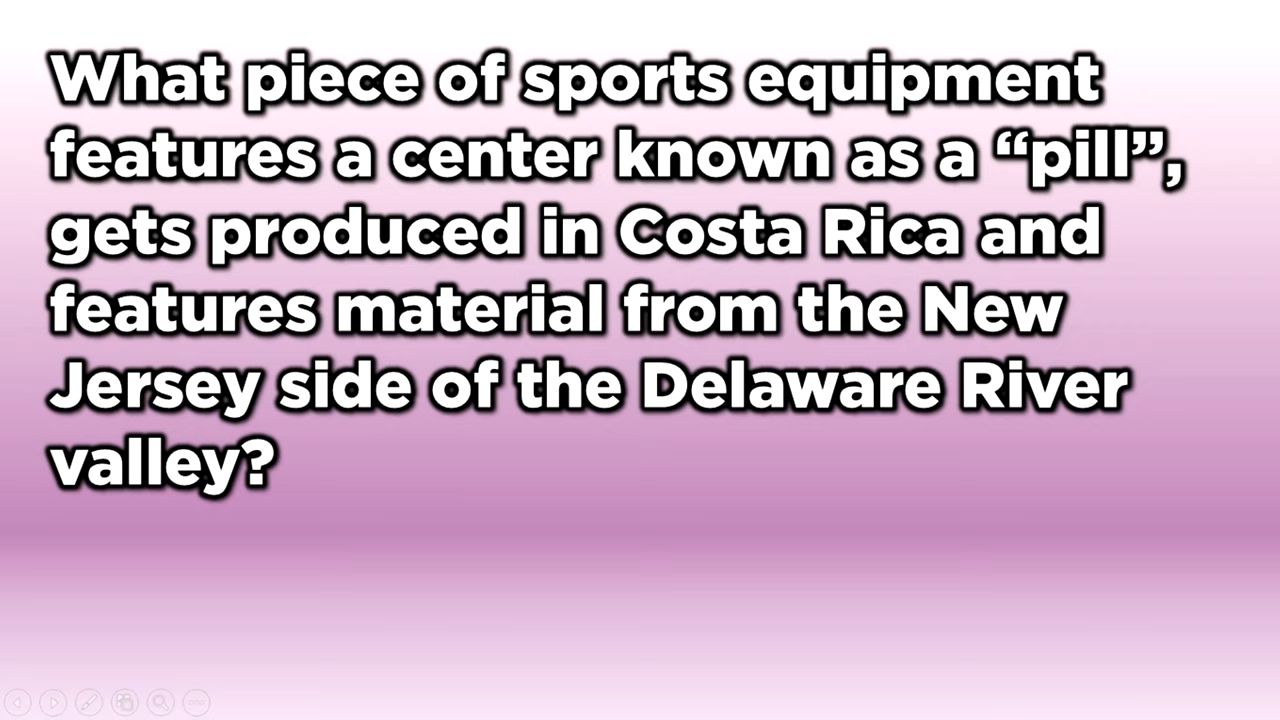 What piece of sports equipment
features a center known as a “pill”,
gets produced in Costa Rica and
features material from the New
Jersey side of the Delaware River
valley?